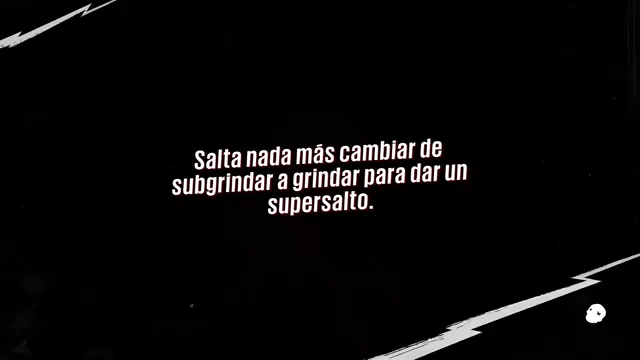 Salta nada más cambiar de
subgrindar a grindar para dar un
supersalto.